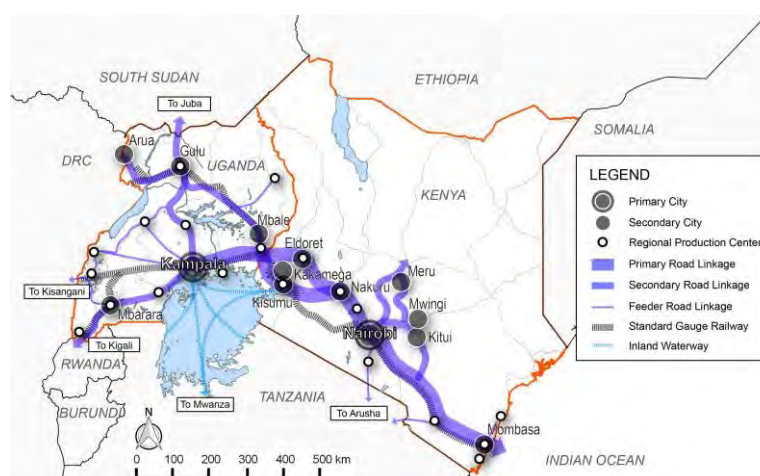 SOUTH SUDAN
ETHIOPIA
To Juba
SOMALIA
Arua
DRC
Gulu
UGANDA
KENYA
LEGEND
Primary City
Secondary City
Regional Production Center
Primary Road Linkage
Secondary Road Linkage
Feeder Road Linkage
Standard Gauge Railway
Inland Waterway
Mbale
Eldoret
Kampala
Kakamega
Meru
To Kisangani
Kisumu
Nakuru
Mwingi
Mbarara
Nairobi
Kitui
To Kigali
RWANDA
TANZANIA
To Mwanza
To Arusha
BURUNDI
Mombasa
N
INDIAN OCEAN
0 100 200 300 400 500 km